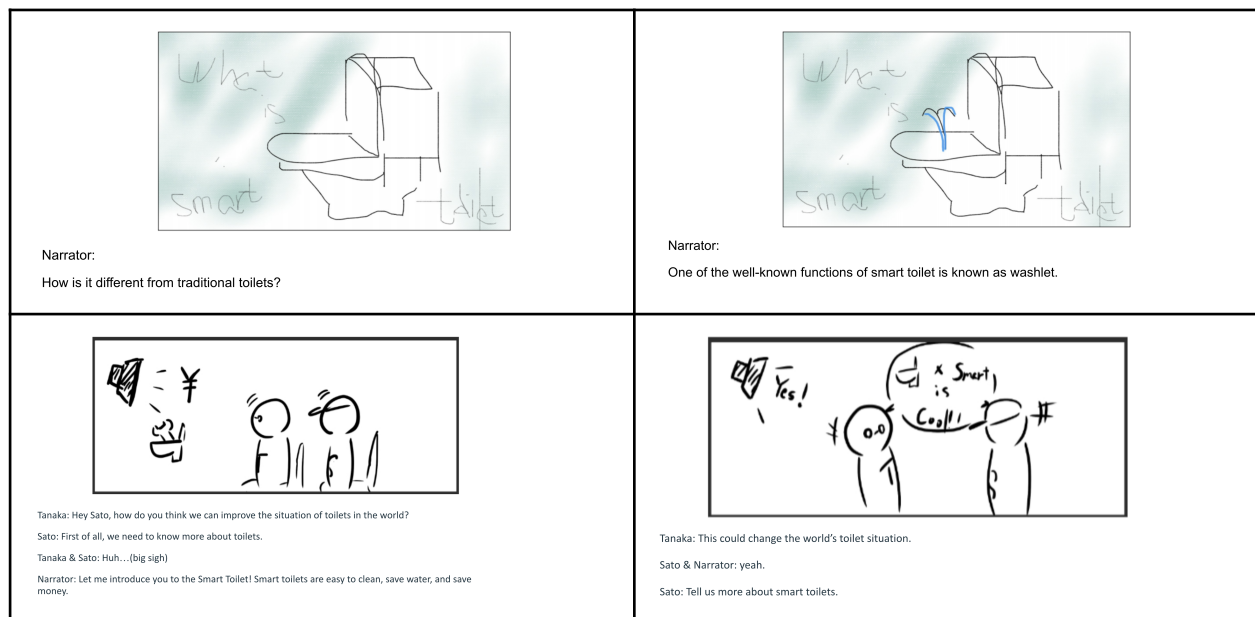 What
is
smart
toilet
Narrator:
How is it different from traditional toilets?
What
is
smart
toilet
Narrator:
One of the well-known functions of smart toilet is known as washlet.
¥
Tanaka: Hey Sato, how do you think we can improve the situation of toilets in the world?
Sato: First of all, we need to know more about toilets.
Tanaka & Sato: Huh…(big sigh)
Narrator: Let me introduce you to the Smart Toilet! Smart toilets are easy to clean, save water, and save
money.
Yes!
x Smart
is
Cool!!
Tanaka: This could change the world's toilet situation.
Sato & Narrator: yeah.
Sato: Tell us more about smart toilets.